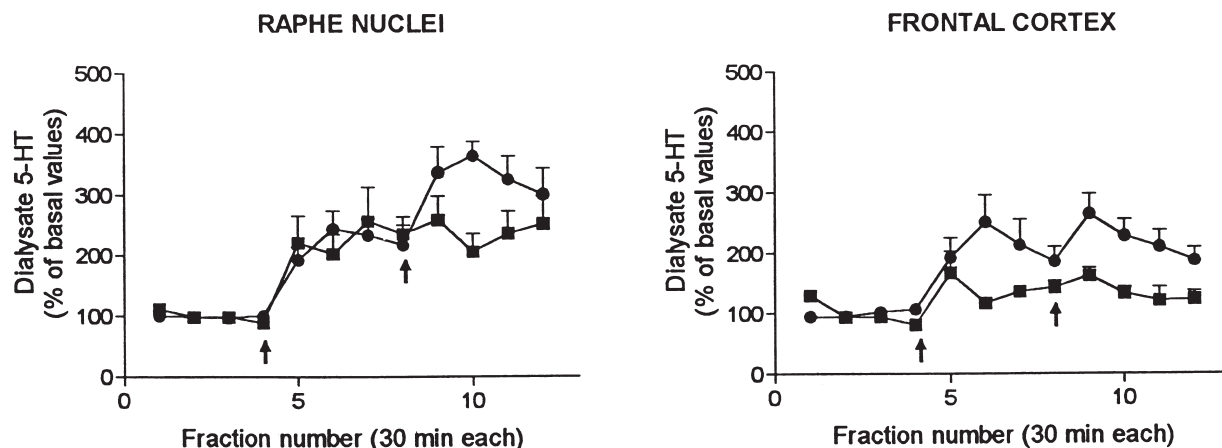 RAPHE NUCLEI
Dialysate 5-HT
(% of basal values)
500
400
300
200
100
0
0
5
10
Fraction number (30 min each)
FRONTAL CORTEX
Dialysate 5-HT
(% of basal values)
500
400
300
200
100
0
0
5
10
Fraction number (30 min each)